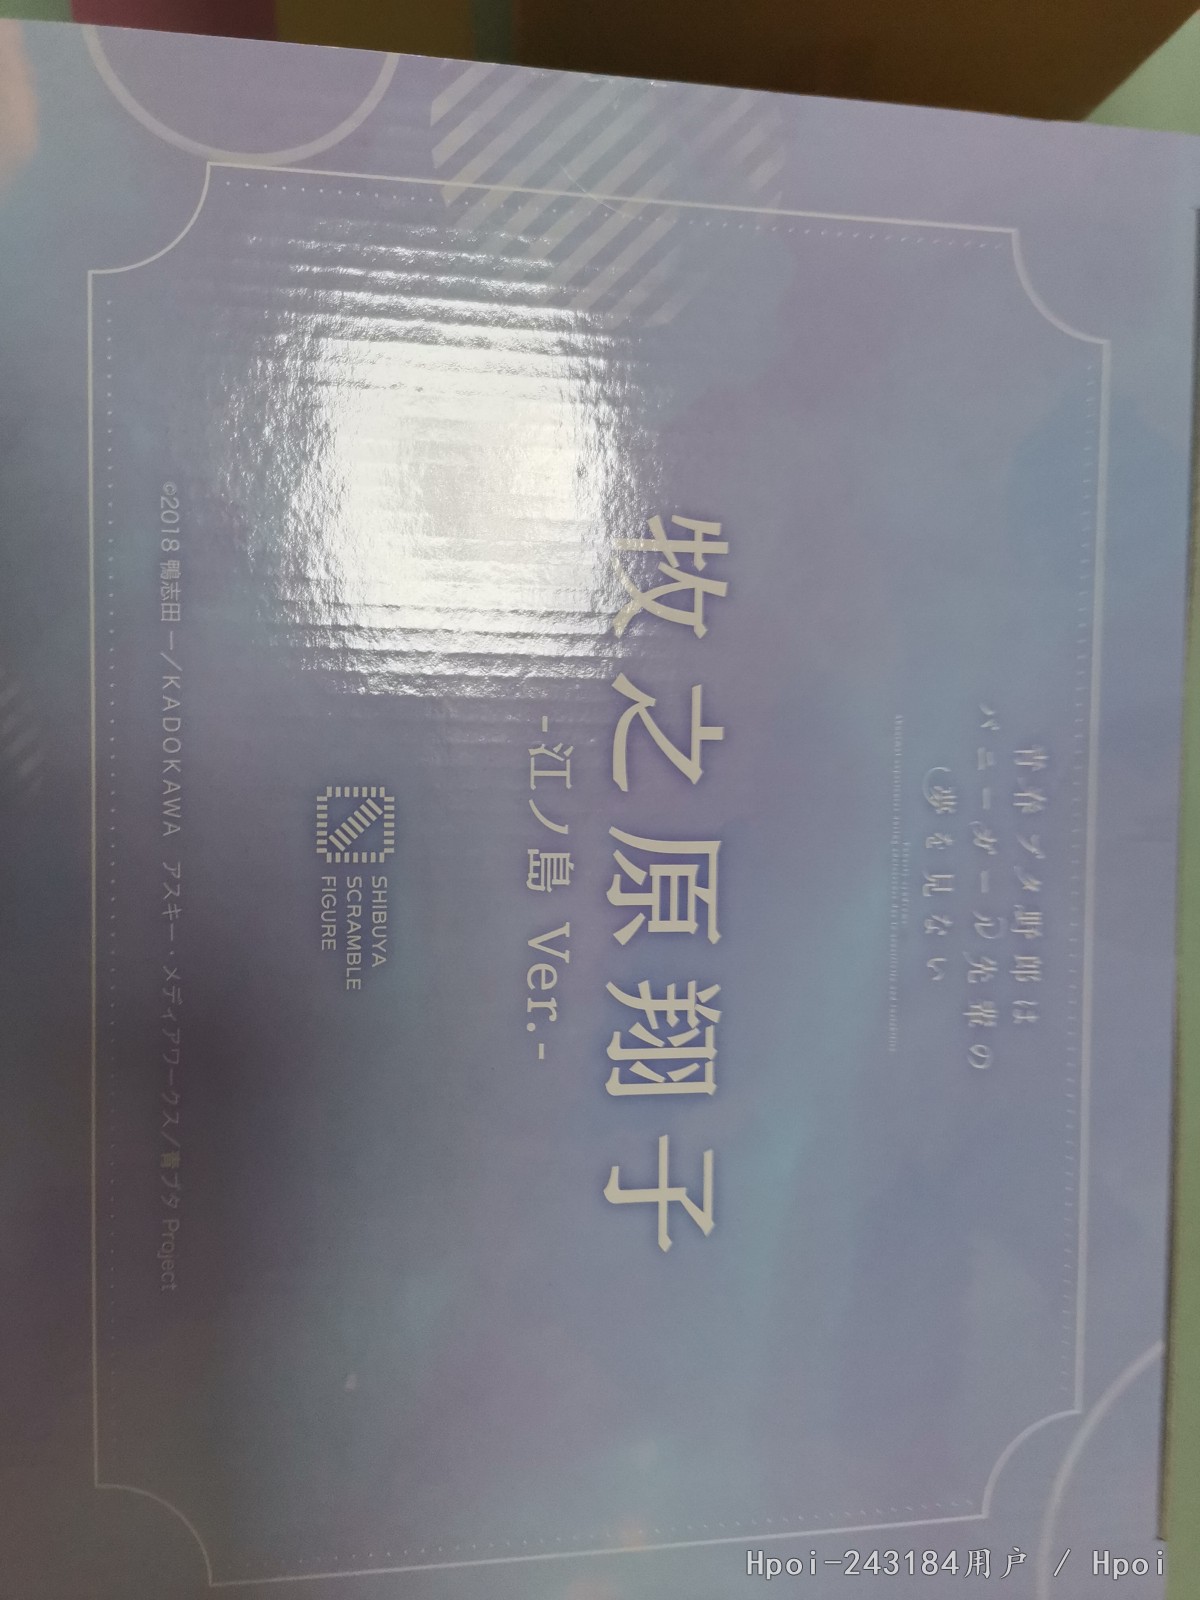 青春ブタ野郎は
バニーガール先輩の
夢を見ない
牧之原翔子
-江ノ島 Ver.-
SHIBUYA
SCRAMBLE
FIGURE
©2018 鴨志田 一／KADOKAWA アスキー・メディアワークス／青ブタ Project
Hpoi-243184用户 / Hpoi